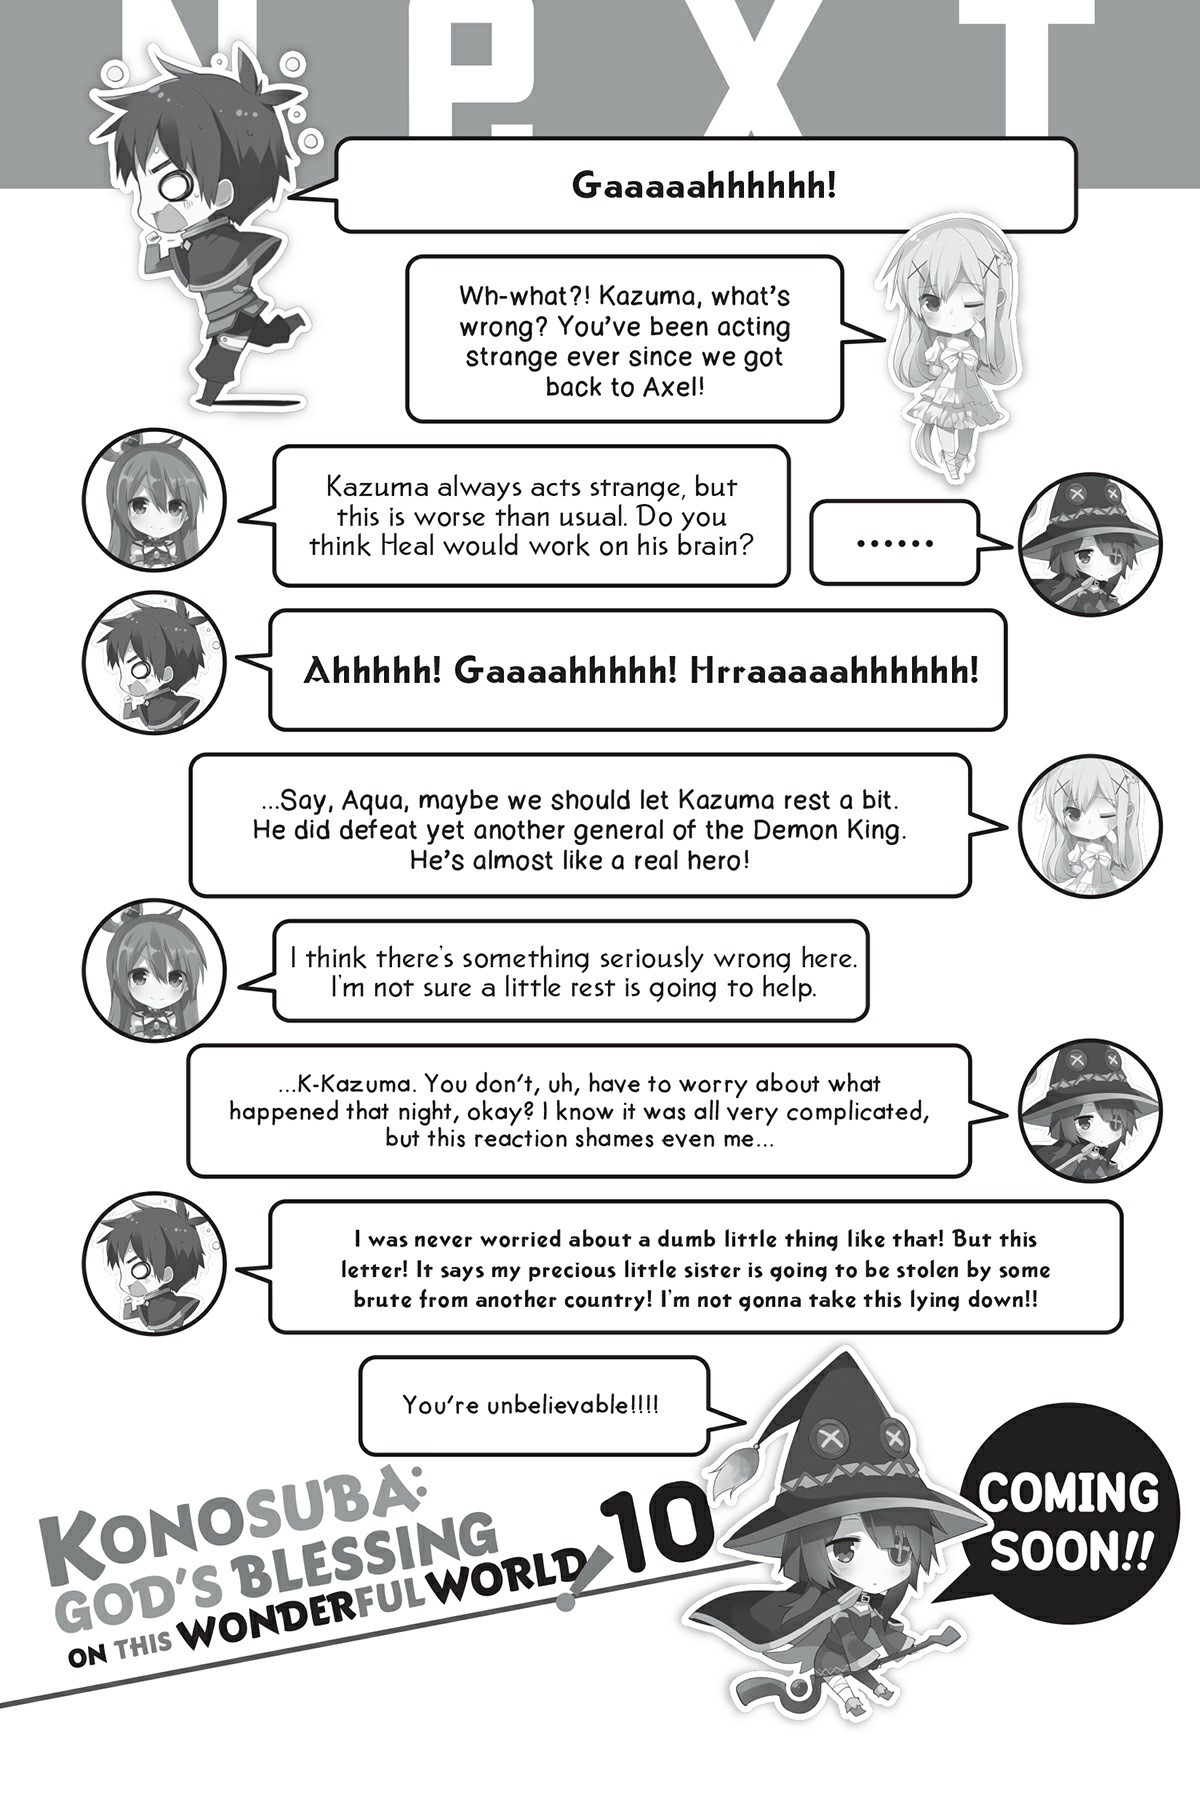 NEXT
Gaaaaahhhhhh!
Wh-what?! Kazuma, what's
wrong? You've been acting
strange ever since we got
back to Axel!
Kazuma always acts strange, but
this is worse than usual. Do you
think Heal would work on his brain?
......
Ahhhhh! Gaaaahhhhh! Hrraaaaahhhhhh!
...Say, Aqua, maybe we should let Kazuma rest a bit.
He did defeat yet another general of the Demon King.
He's almost like a real hero!
I think there's something seriously wrong here.
I'm not sure a little rest is going to help.
...K-Kazuma. You don't, uh, have to worry about what
happened that night, okay? I know it was all very complicated,
but this reaction shames even me...
I was never worried about a dumb little thing like that! But this
letter! It says my precious little sister is going to be stolen by some
brute from another country! I'm not gonna take this lying down!!
You're unbelievable!!!!
KONOSUBA:
GOD'S BLESSING
ON THIS WONDERFUL WORLD! 10
COMING
SOON!!